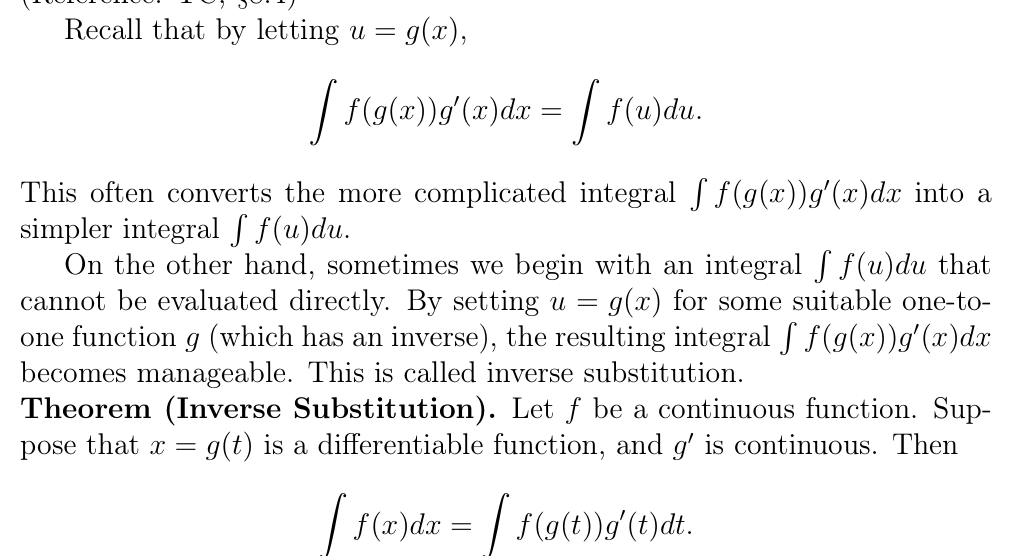 (Reference: TC, §8.4)
Recall that by letting u = g(x),
∫ f(g(x))g′(x)dx = ∫ f(u)du.
This often converts the more complicated integral ∫ f(g(x))g′(x)dx into a
simpler integral ∫ f(u)du.
On the other hand, sometimes we begin with an integral ∫ f(u)du that
cannot be evaluated directly. By setting u = g(x) for some suitable one-to-
one function g (which has an inverse), the resulting integral ∫ f(g(x))g′(x)dx
becomes manageable. This is called inverse substitution.
Theorem (Inverse Substitution). Let f be a continuous function. Sup-
pose that x = g(t) is a differentiable function, and g′ is continuous. Then
∫ f(x)dx = ∫ f(g(t))g′(t)dt.